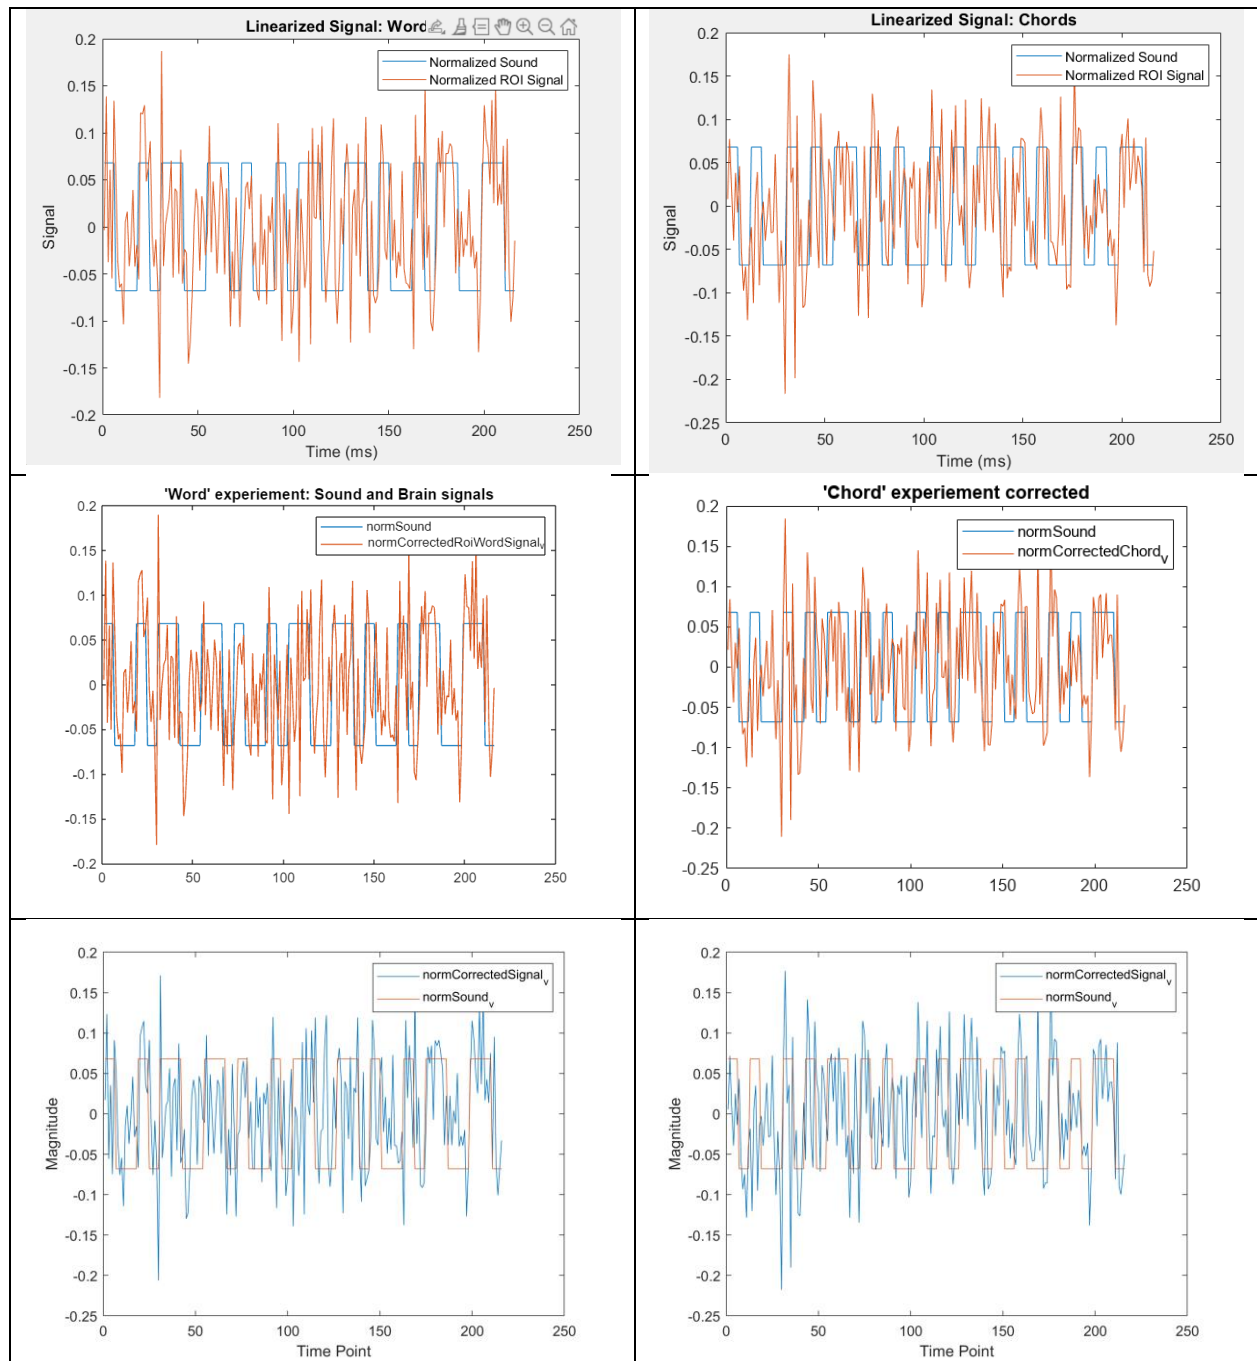 Linearized Signal: Word
Normalized Sound
Normalized ROI Signal
0.2
0.15
0.1
0.05
0
-0.05
-0.1
-0.15
-0.2
Signal
0 50 100 150 200 250
Time (ms)
Linearized Signal: Chords
Normalized Sound
Normalized ROI Signal
0.2
0.15
0.1
0.05
0
-0.05
-0.1
-0.15
-0.2
-0.25
Signal
0 50 100 150 200 250
Time (ms)
'Word' experiement: Sound and Brain signals
normSound
normCorrectedRoiWordSignalv
0.2
0.15
0.1
0.05
0
-0.05
-0.1
-0.15
-0.2
0 50 100 150 200 250
'Chord' experiement corrected
normSound
normCorrectedChordv
0.2
0.15
0.1
0.05
0
-0.05
-0.1
-0.15
-0.2
-0.25
0 50 100 150 200 250
normCorrectedSignalv
normSoundv
0.2
0.15
0.1
0.05
0
-0.05
-0.1
-0.15
-0.2
-0.25
Magnitude
0 50 100 150 200 250
Time Point
normCorrectedSignalv
normSoundv
0.2
0.15
0.1
0.05
0
-0.05
-0.1
-0.15
-0.2
-0.25
Magnitude
0 50 100 150 200 250
Time Point